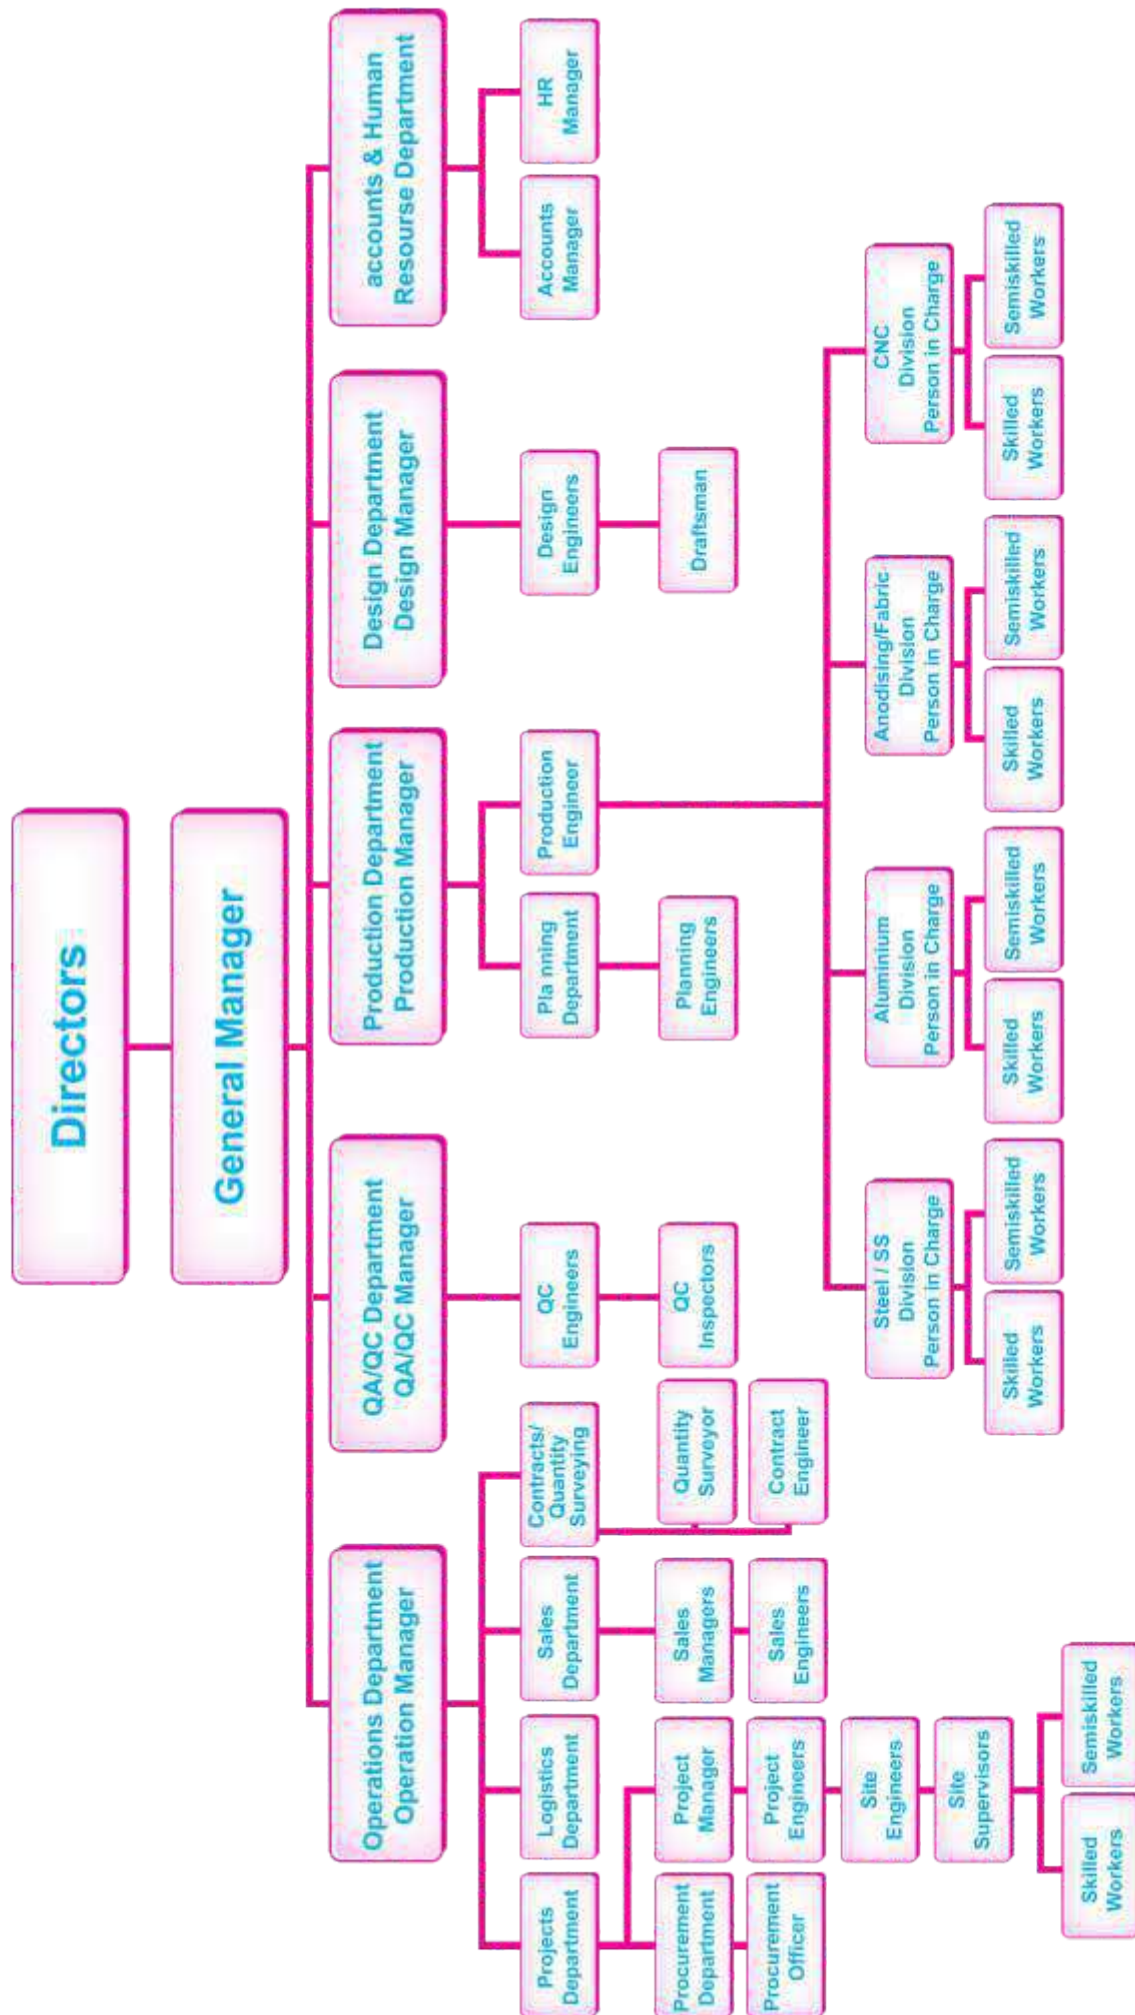 Directors
General Manager
Operations Department
Operation Manager
QA/QC Department
QA/QC Manager
Production Department
Production Manager
Design Department
Design Manager
accounts & Human
Resourse Department
Projects
Department
Logistics
Department
Sales
Department
Contracts/
Quantity
Surveying
QC
Engineers
Pla nning
Department
Production
Engineer
Design
Engineers
Accounts
Manager
HR
Manager
Procurement
Department
Project
Manager
Sales
Managers
Quantity
Surveyor
QC
Inspectors
Planning
Engineers
Draftsman
Procurement
Officer
Project
Engineers
Sales
Engineers
Contract
Engineer
Site
Engineers
Steel / SS
Division
Person in Charge
Aluminium
Division
Person in Charge
Anodising/Fabric
Division
Person in Charge
CNC
Division
Person in Charge
Site
Supervisors
Skilled
Workers
Semiskilled
Workers
Skilled
Workers
Semiskilled
Workers
Skilled
Workers
Semiskilled
Workers
Skilled
Workers
Semiskilled
Workers
Skilled
Workers
Semiskilled
Workers